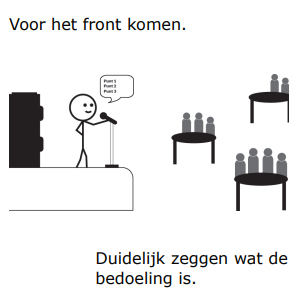 Voor het front komen.
Punt 1
Punt 2
Punt 3
Duidelijk zeggen wat de
bedoeling is.